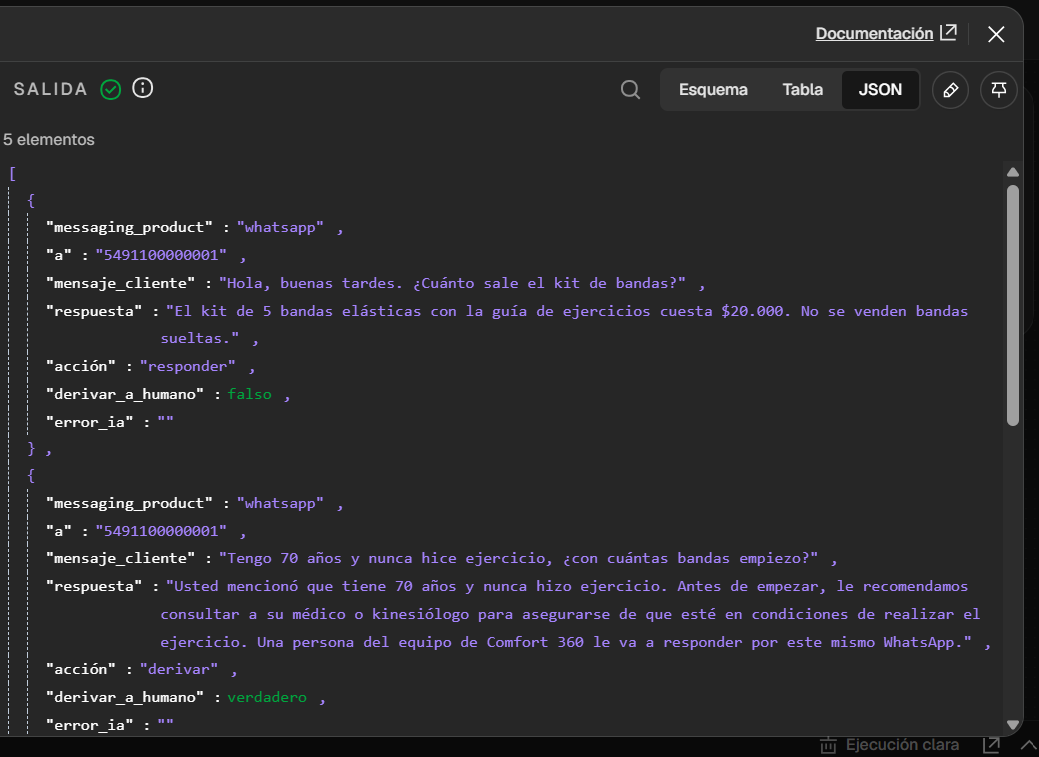 Documentación
SALIDA
Esquema Tabla JSON
5 elementos
[
{
"messaging_product" : "whatsapp" ,
"a" : "5491100000001" ,
"mensaje_cliente" : "Hola, buenas tardes. ¿Cuánto sale el kit de bandas?" ,
"respuesta" : "El kit de 5 bandas elásticas con la guía de ejercicios cuesta $20.000. No se venden bandas
sueltas." ,
"acción" : "responder" ,
"derivar_a_humano" : falso ,
"error_ia" : ""
} ,
{
"messaging_product" : "whatsapp" ,
"a" : "5491100000001" ,
"mensaje_cliente" : "Tengo 70 años y nunca hice ejercicio, ¿con cuántas bandas empiezo?" ,
"respuesta" : "Usted mencionó que tiene 70 años y nunca hizo ejercicio. Antes de empezar, le recomendamos
consultar a su médico o kinesiólogo para asegurarse de que esté en condiciones de realizar el
ejercicio. Una persona del equipo de Comfort 360 le va a responder por este mismo WhatsApp." ,
"acción" : "derivar" ,
"derivar_a_humano" : verdadero ,
"error_ia" : ""
Ejecución clara